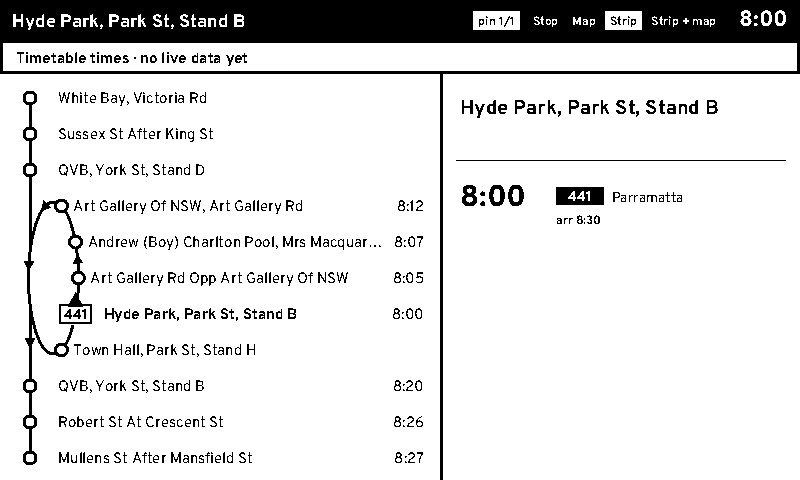 Hyde Park, Park St, Stand B
pin 1/1 Stop Map Strip Strip + map 8:00
Timetable times · no live data yet
White Bay, Victoria Rd
Sussex St After King St
QVB, York St, Stand D
Art Gallery Of NSW, Art Gallery Rd 8:12
Andrew (Boy) Charlton Pool, Mrs Macquar... 8:07
Art Gallery Rd Opp Art Gallery Of NSW 8:05
441 Hyde Park, Park St, Stand B 8:00
Town Hall, Park St, Stand H
QVB, York St, Stand B 8:20
Robert St At Crescent St 8:26
Mullens St After Mansfield St 8:27
Hyde Park, Park St, Stand B
8:00 441 Parramatta
arr 8:30